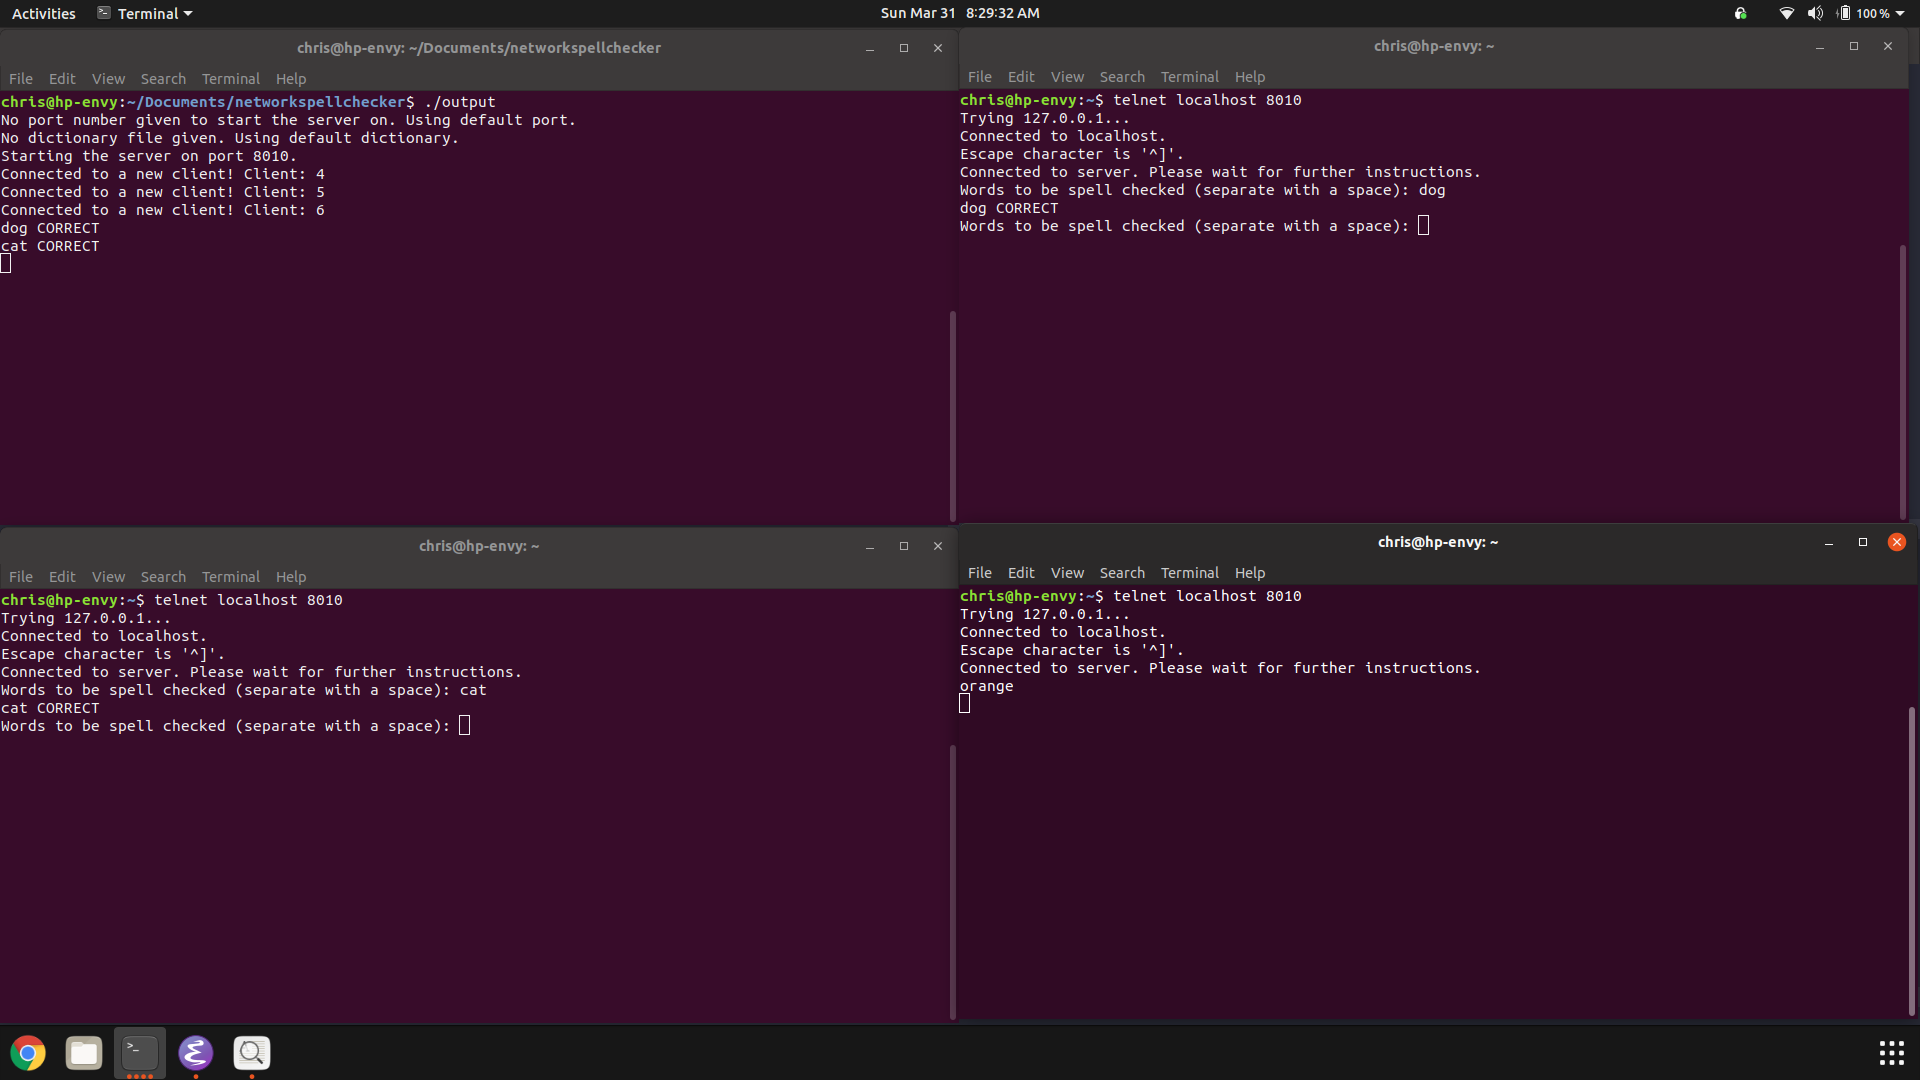 Activities Terminal Sun Mar 31 8:29:32 AM 100 %
chris@hp-envy: ~/Documents/networkspellchecker
File Edit View Search Terminal Help
chris@hp-envy:~/Documents/networkspellchecker$ ./output
No port number given to start the server on. Using default port.
No dictionary file given. Using default dictionary.
Starting the server on port 8010.
Connected to a new client! Client: 4
Connected to a new client! Client: 5
Connected to a new client! Client: 6
dog CORRECT
cat CORRECT
chris@hp-envy: ~
File Edit View Search Terminal Help
chris@hp-envy:~$ telnet localhost 8010
Trying 127.0.0.1...
Connected to localhost.
Escape character is '^]'.
Connected to server. Please wait for further instructions.
Words to be spell checked (separate with a space): dog
dog CORRECT
Words to be spell checked (separate with a space):
chris@hp-envy: ~
File Edit View Search Terminal Help
chris@hp-envy:~$ telnet localhost 8010
Trying 127.0.0.1...
Connected to localhost.
Escape character is '^]'.
Connected to server. Please wait for further instructions.
Words to be spell checked (separate with a space): cat
cat CORRECT
Words to be spell checked (separate with a space):
chris@hp-envy: ~
File Edit View Search Terminal Help
chris@hp-envy:~$ telnet localhost 8010
Trying 127.0.0.1...
Connected to localhost.
Escape character is '^]'.
Connected to server. Please wait for further instructions.
orange